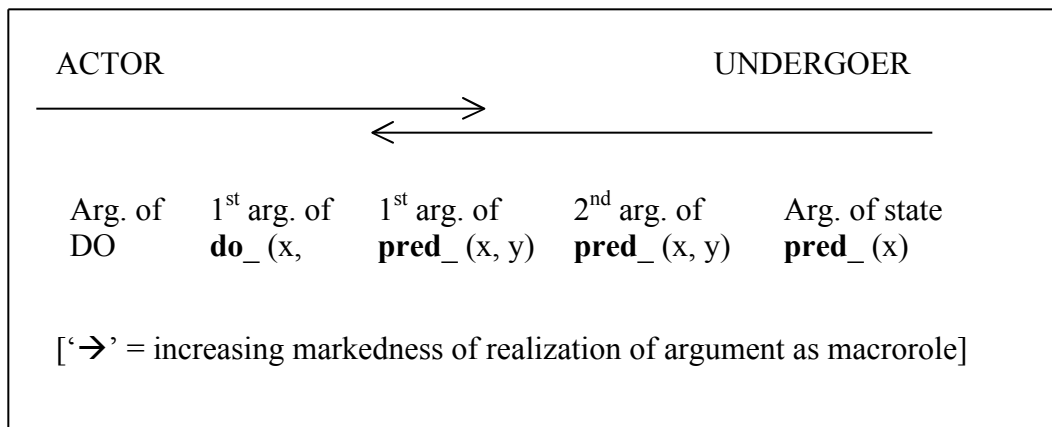 ACTOR UNDERGOER
Arg. of 1st arg. of 1st arg. of 2nd arg. of Arg. of state
DO do_ (x, pred_ (x, y) pred_ (x, y) pred_ (x)
[‘→’ = increasing markedness of realization of argument as macrorole]